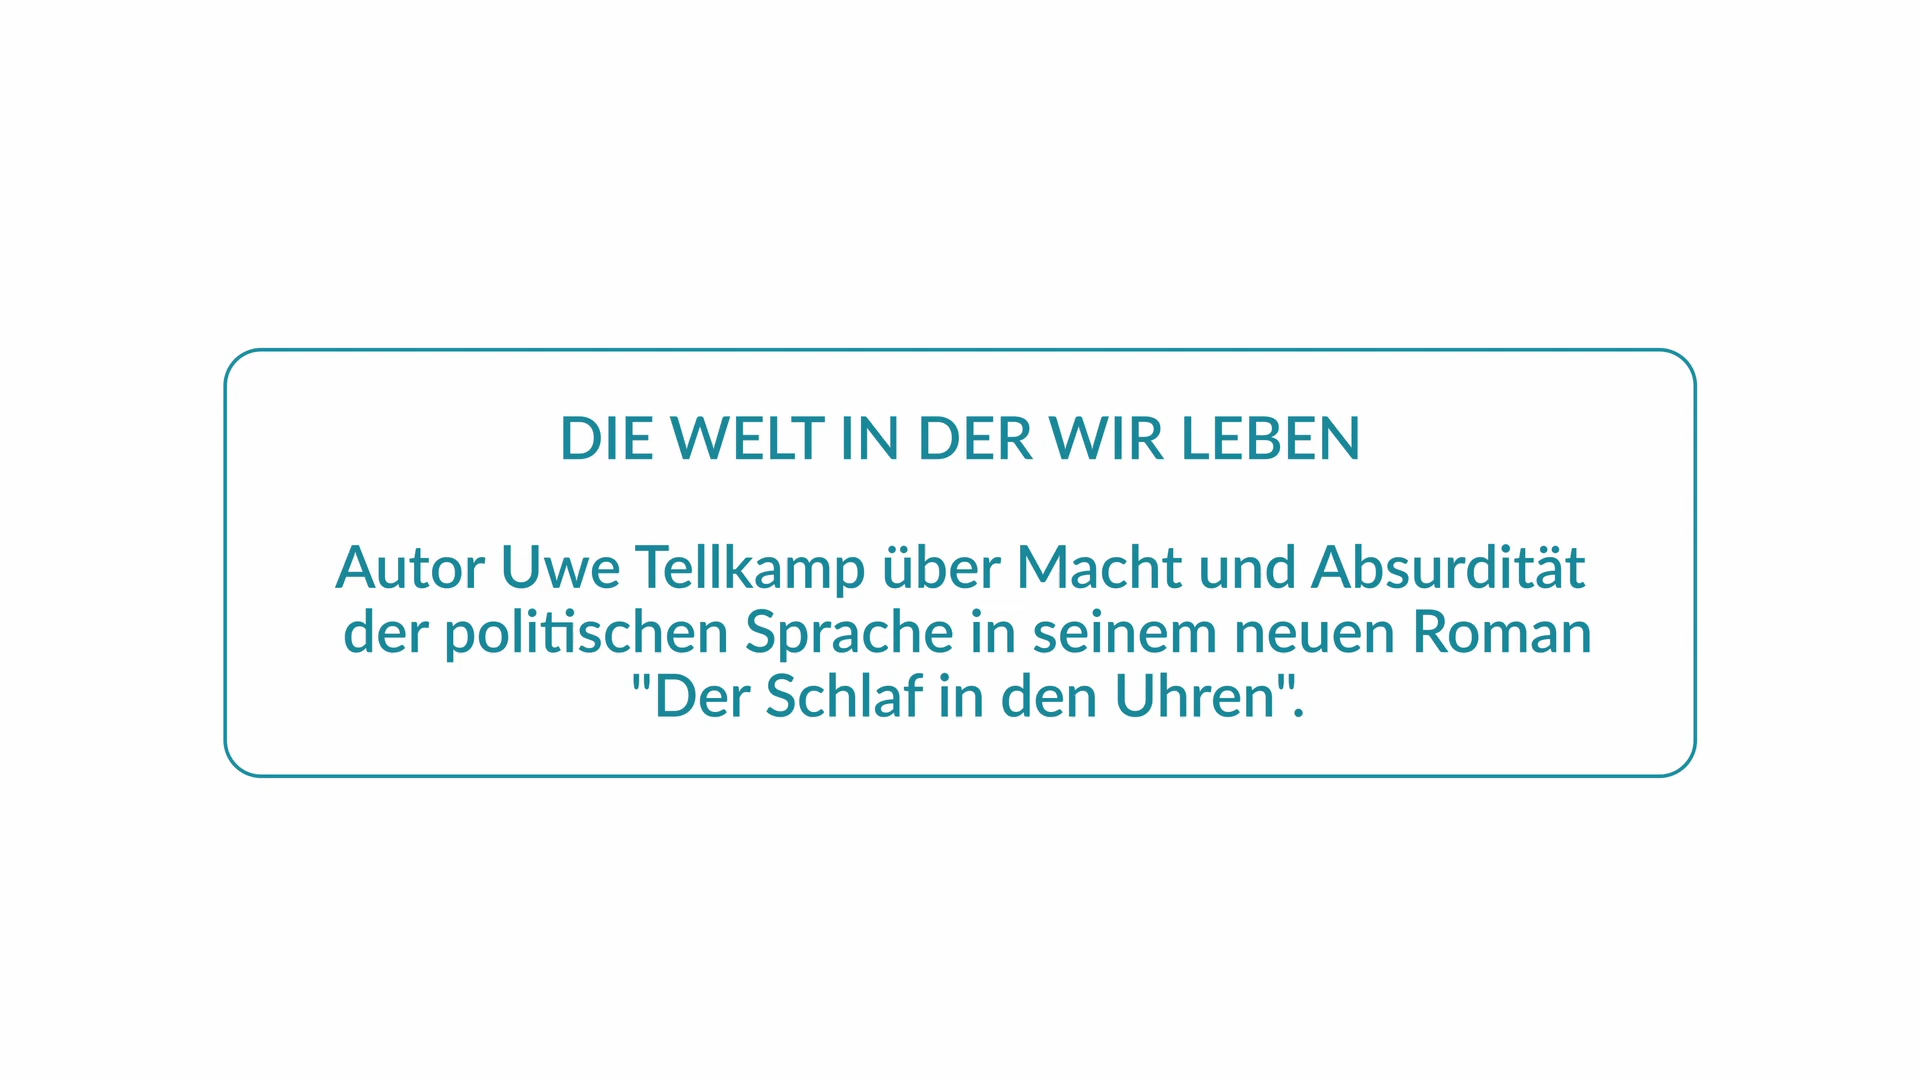 DIE WELT IN DER WIR LEBEN
Autor Uwe Tellkamp über Macht und Absurdität
der politischen Sprache in seinem neuen Roman
"Der Schlaf in den Uhren".